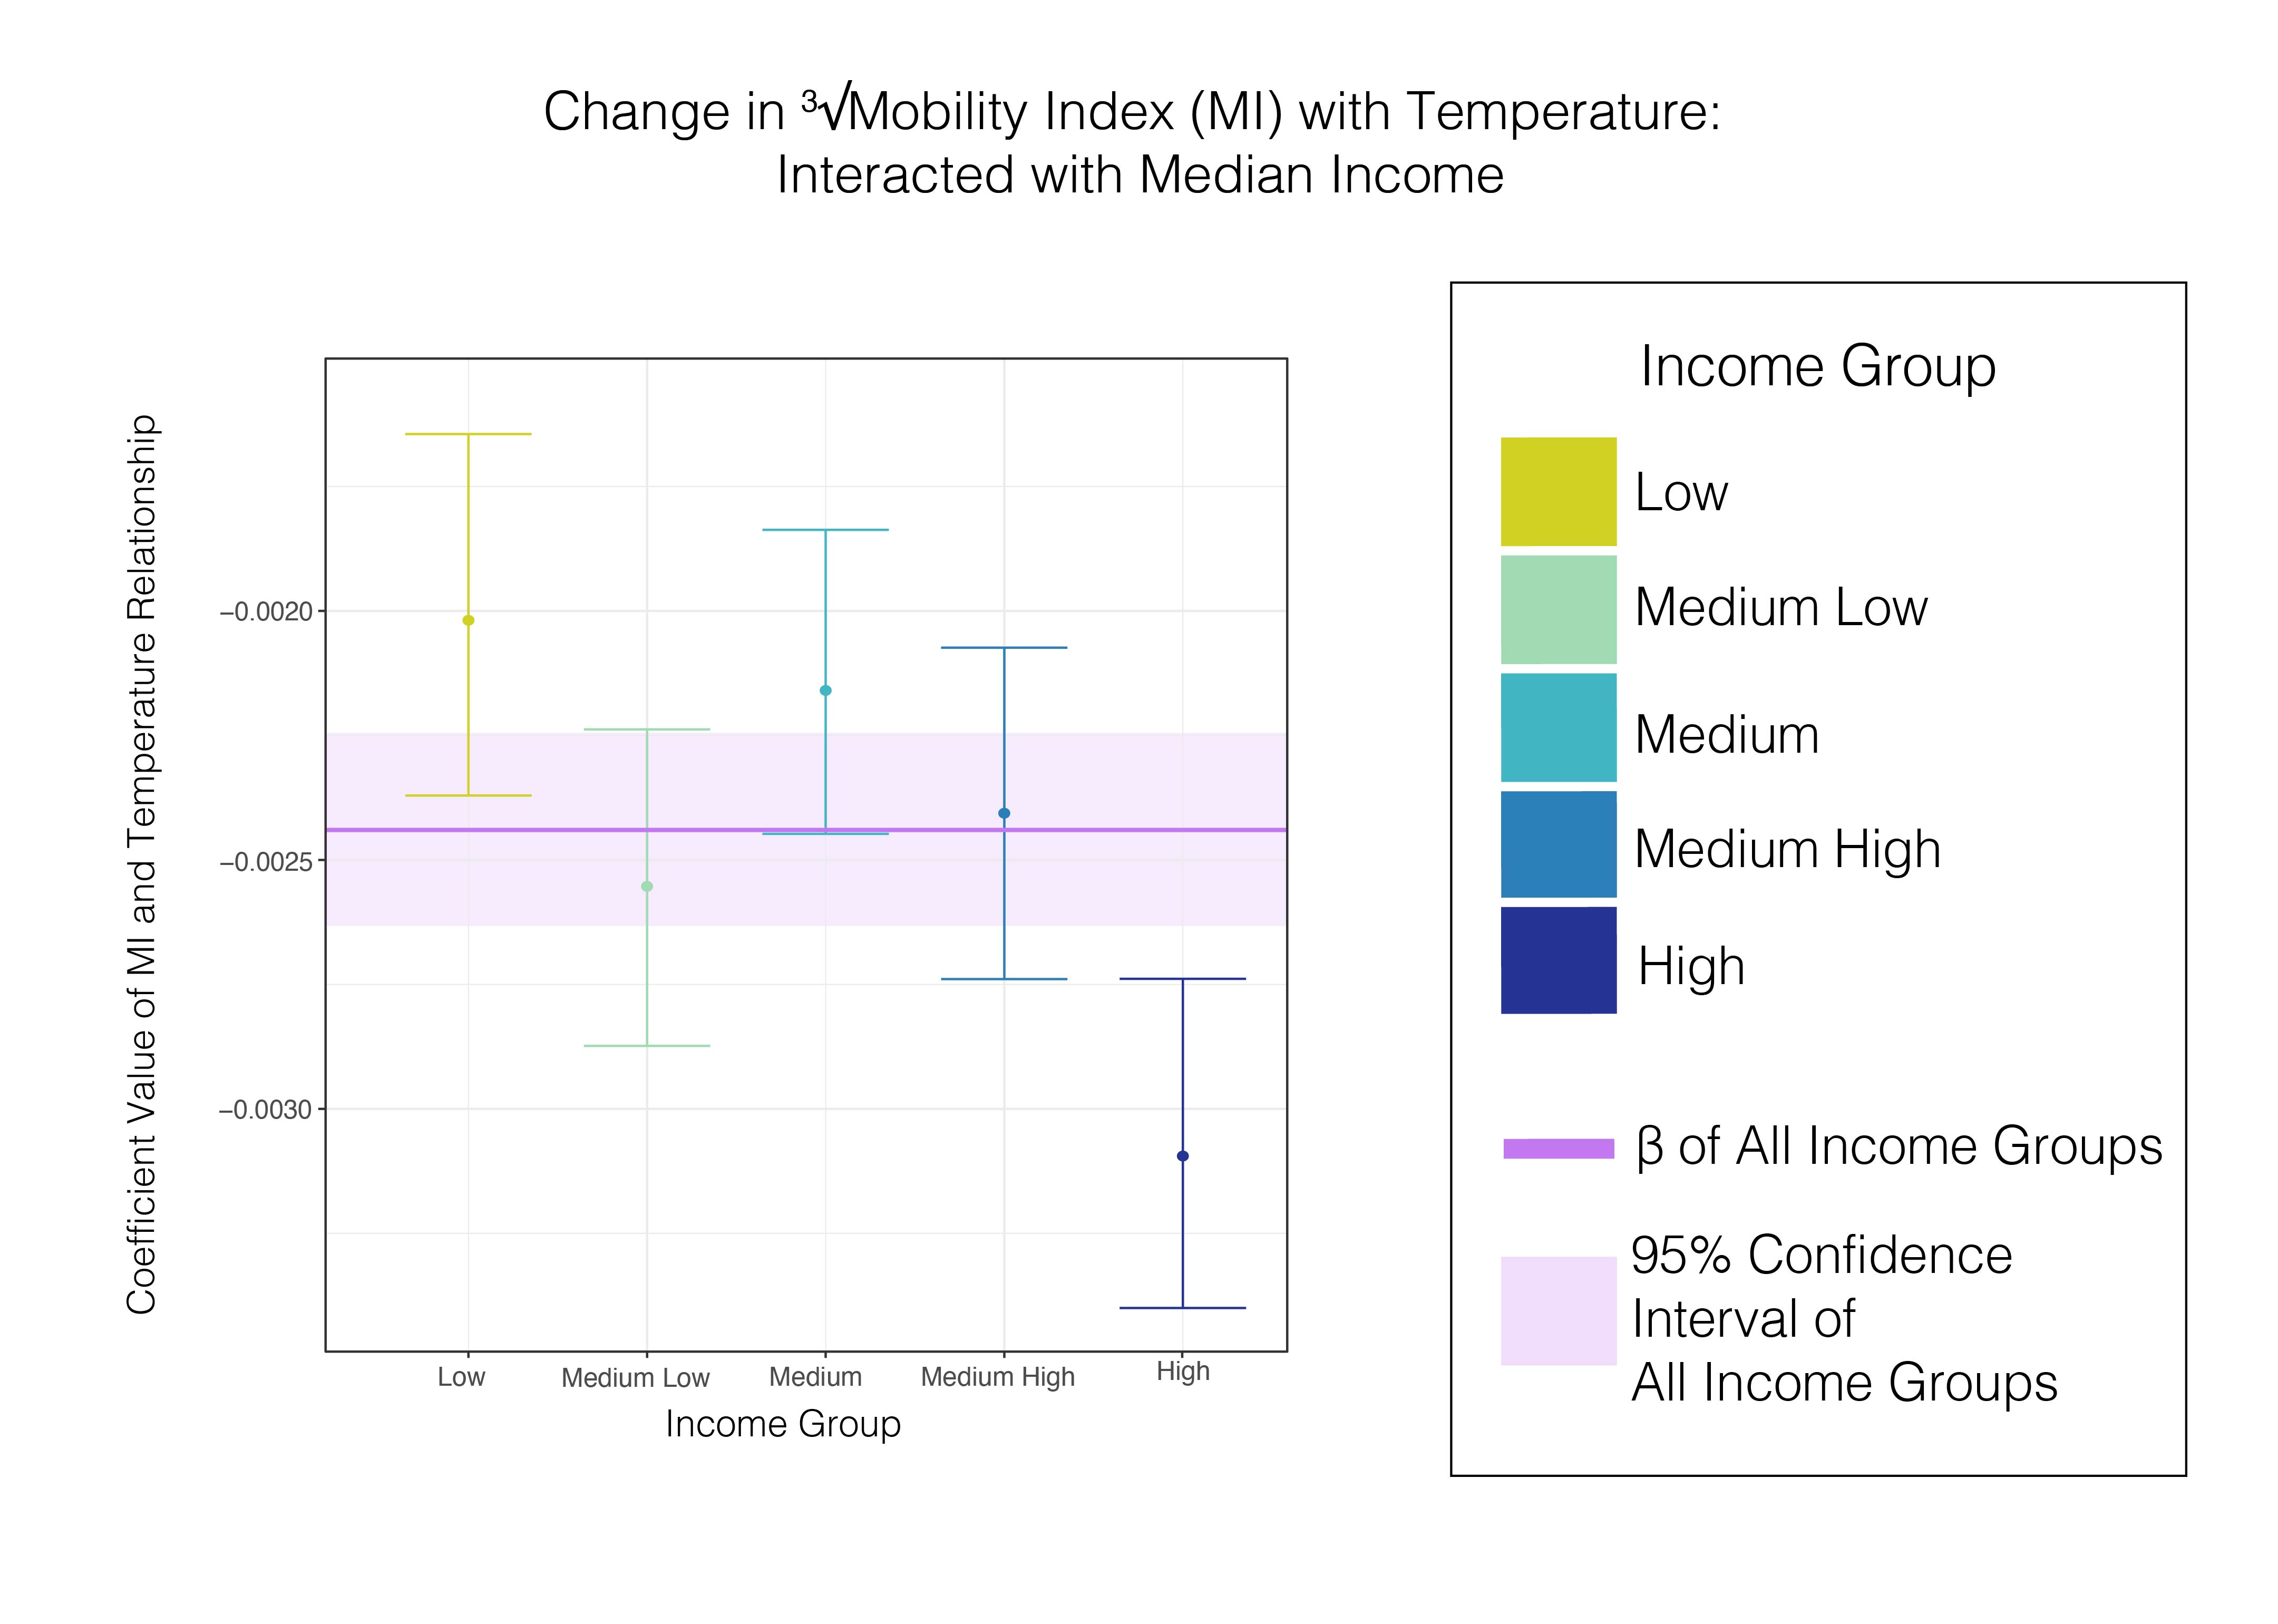 Change in ³√Mobility Index (MI) with Temperature:
Interacted with Median Income
Coefficient Value of MI and Temperature Relationship
−0.0020
−0.0025
−0.0030
Low
Medium Low
Medium
Medium High
High
Income Group
Income Group
Low
Medium Low
Medium
Medium High
High
β of All Income Groups
95% Confidence
Interval of
All Income Groups